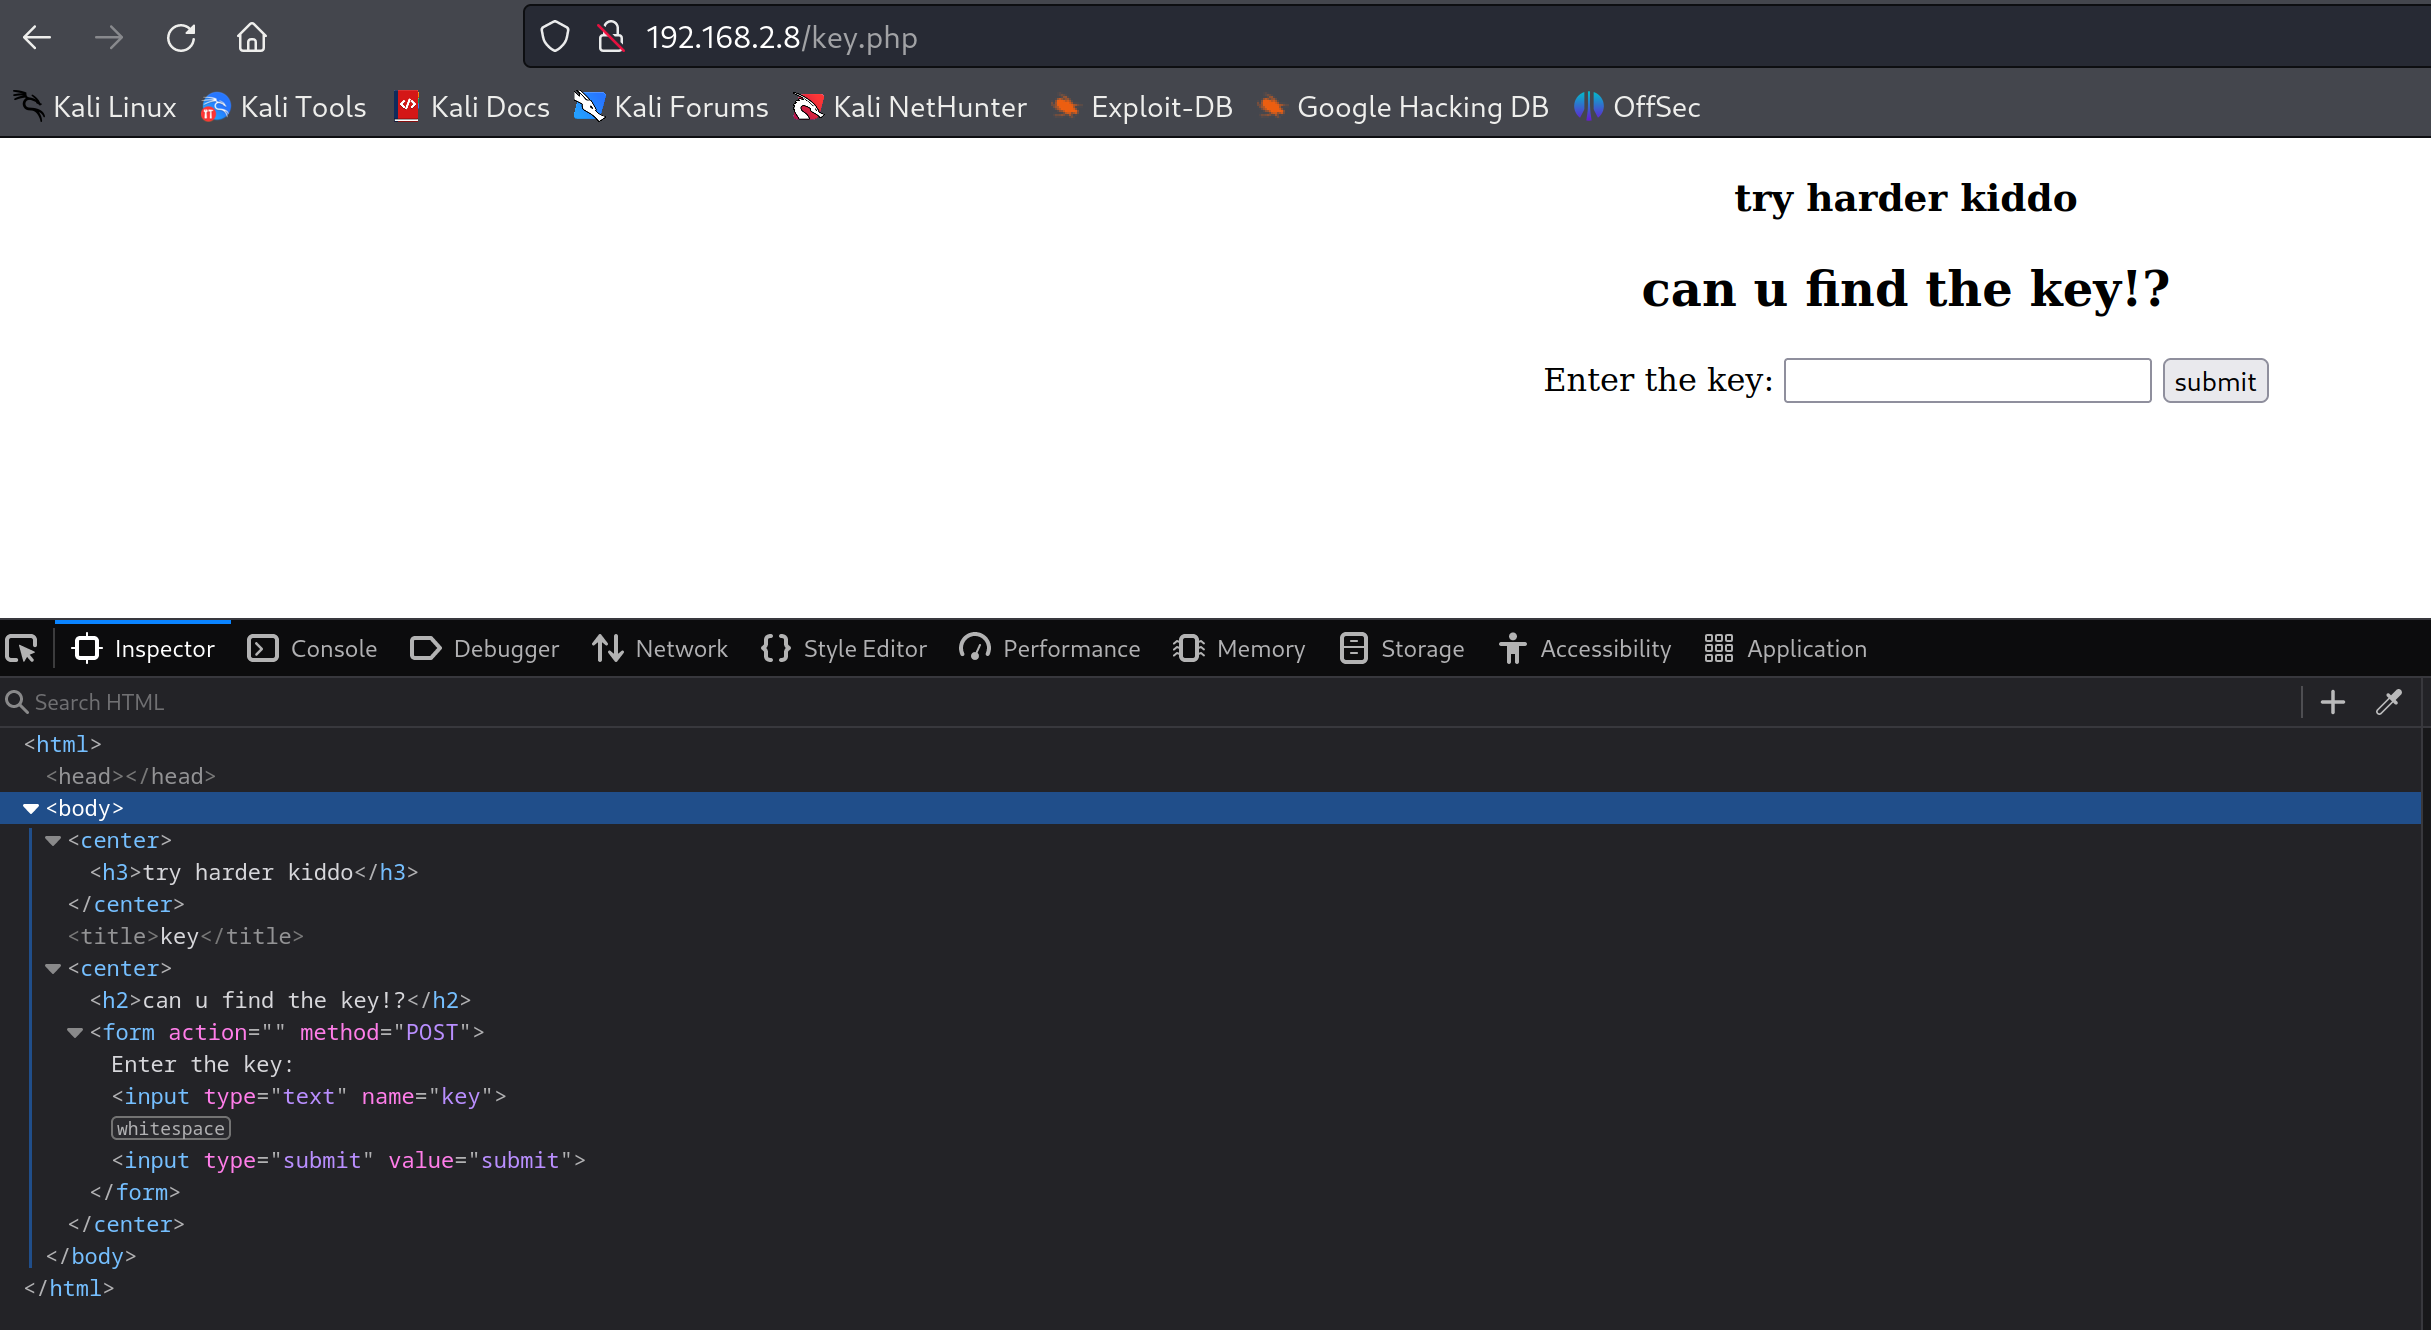 192.168.2.8/key.php
Kali Linux Kali Tools Kali Docs Kali Forums Kali NetHunter Exploit-DB Google Hacking DB OffSec
try harder kiddo
can u find the key!?
Enter the key: submit
Inspector Console Debugger Network Style Editor Performance Memory Storage Accessibility Application
Search HTML
<html>
<head></head>
<body>
<center>
<h3>try harder kiddo</h3>
</center>
<title>key</title>
<center>
<h2>can u find the key!?</h2>
<form action="" method="POST">
Enter the key:
<input type="text" name="key">
whitespace
<input type="submit" value="submit">
</form>
</center>
</body>
</html>